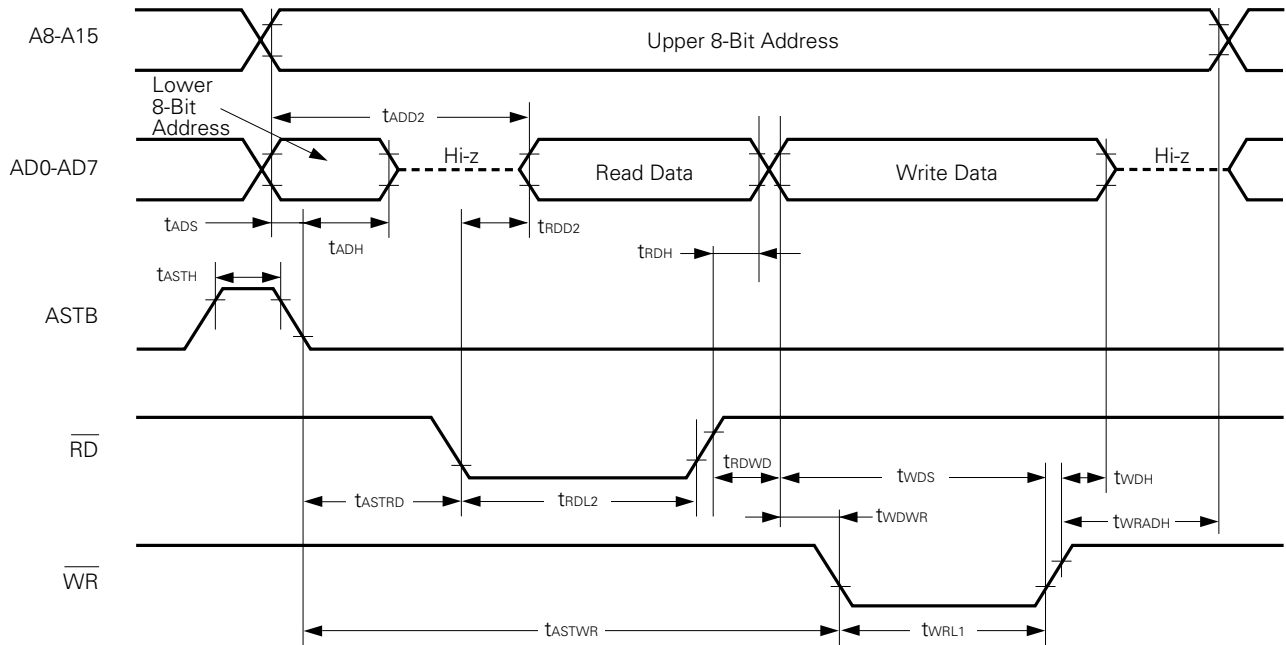 A8-A15
Upper 8-Bit Address
Lower
8-Bit
Address
tADD2
AD0-AD7
Hi-z
Read Data
Write Data
Hi-z
tADS
tADH
tRDD2
tRDH
tASTH
ASTB
RD
tRDWD
tWDS
tWDH
tASTRD
tRDL2
tWDWR
tWRADH
WR
tASTWR
tWRL1